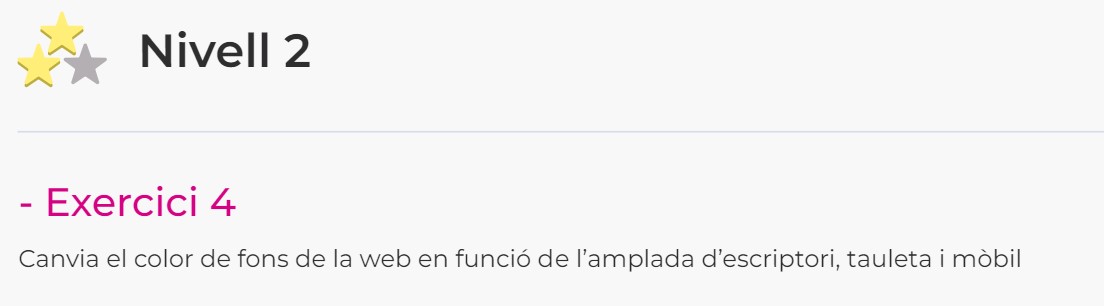 Nivell 2
- Exercici 4
Canvia el color de fons de la web en funció de l’amplada d’escriptori, tauleta i mòbil